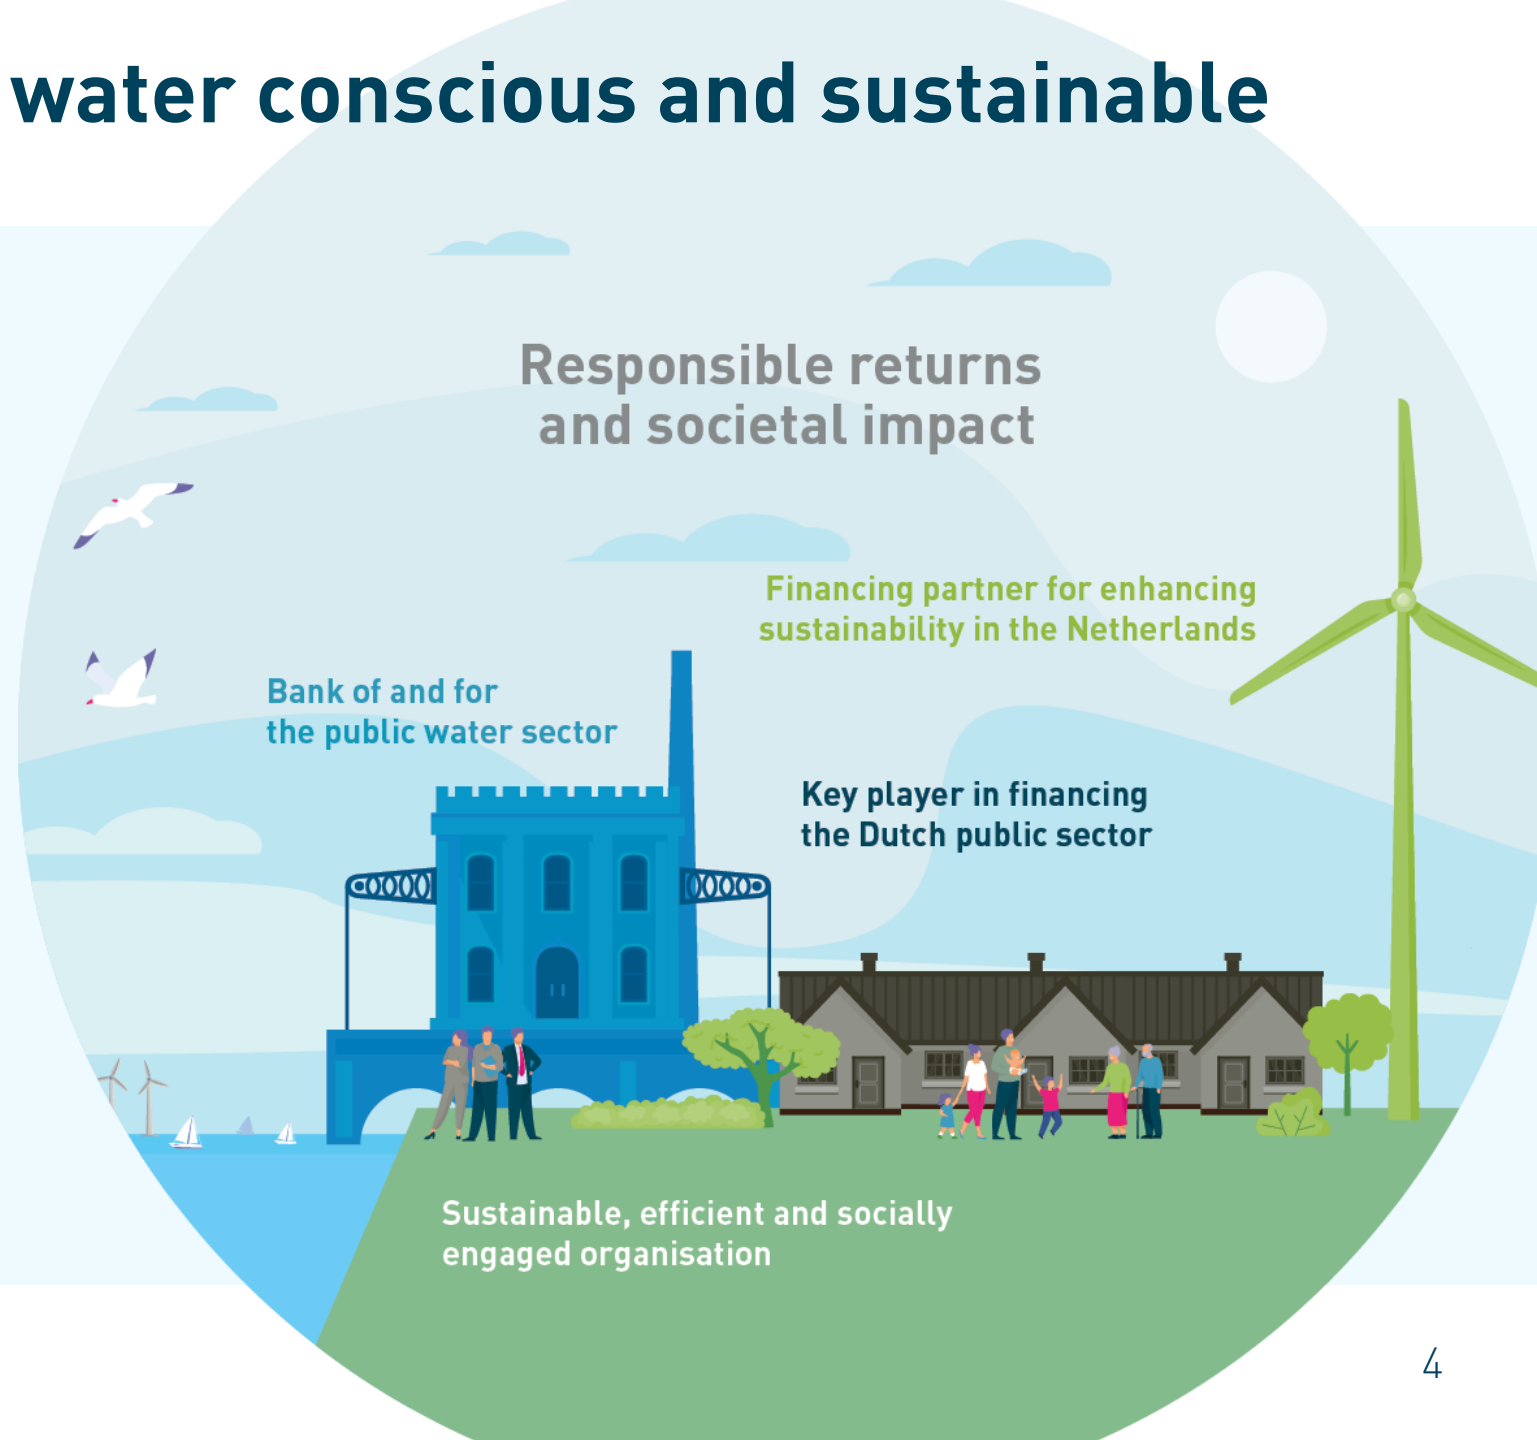 water conscious and sustainable
Responsible returns
and societal impact
Financing partner for enhancing
sustainability in the Netherlands
Bank of and for
the public water sector
Key player in financing
the Dutch public sector
Sustainable, efficient and socially
engaged organisation
4